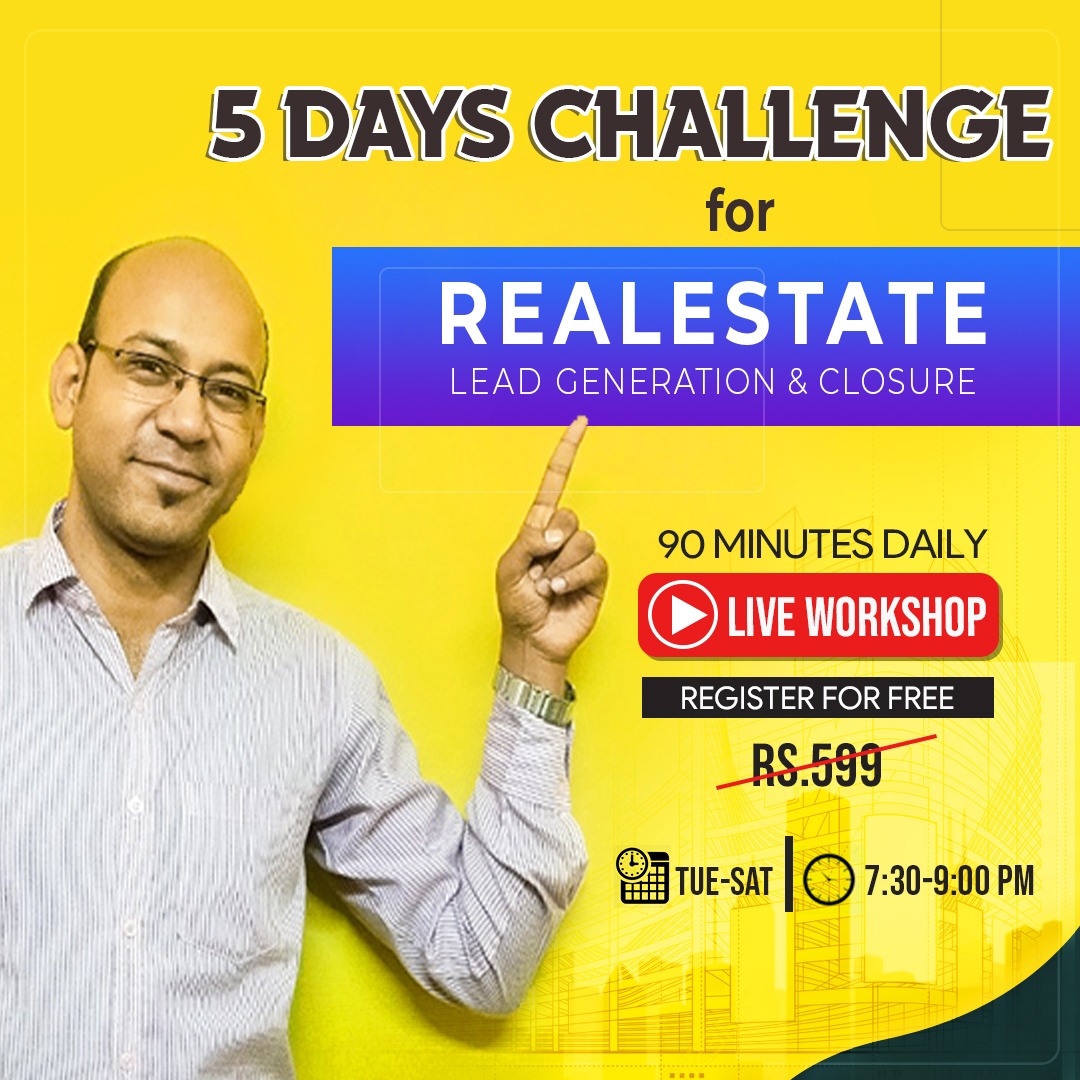 5 DAYS CHALLENGE
for
REALESTATE
LEAD GENERATION & CLOSURE
90 MINUTES DAILY
LIVE WORKSHOP
REGISTER FOR FREE
RS.599
TUE-SAT
7:30-9:00 PM